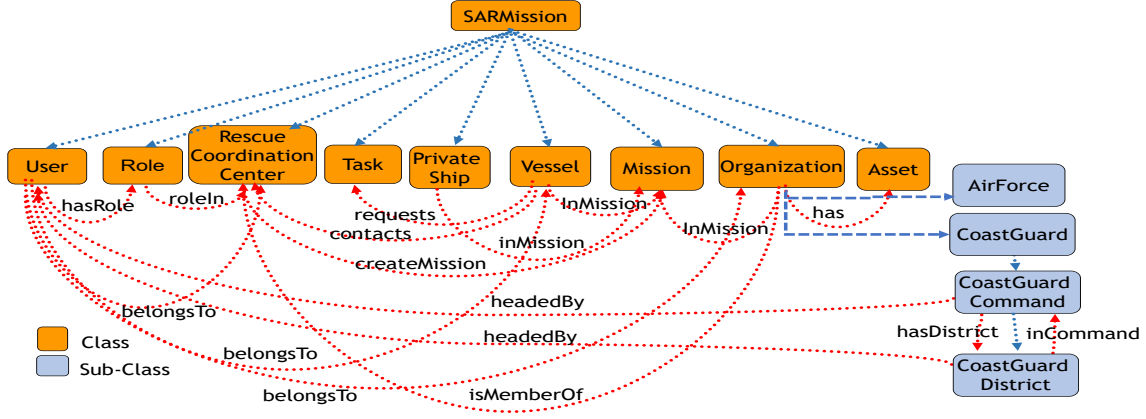 SARMission
User
Role
Rescue
Coordination
Center
Task
Private
Ship
Vessel
Mission
Organization
Asset
AirForce
CoastGuard
CoastGuard
Command
CoastGuard
District
hasRole
roleIn
requests
contacts
createMission
InMission
inMission
InMission
has
belongsTo
headedBy
headedBy
hasDistrict
inCommand
belongsTo
belongsTo
isMemberOf
Class
Sub-Class